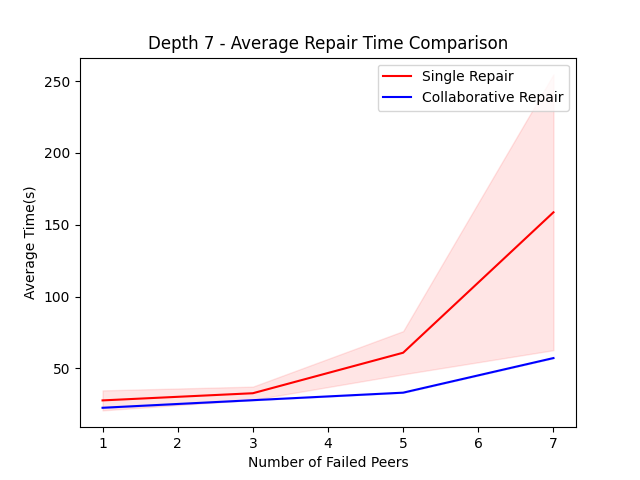 Depth 7 - Average Repair Time Comparison
Single Repair
Collaborative Repair
Average Time(s)
250
200
150
100
50
1 2 3 4 5 6 7
Number of Failed Peers